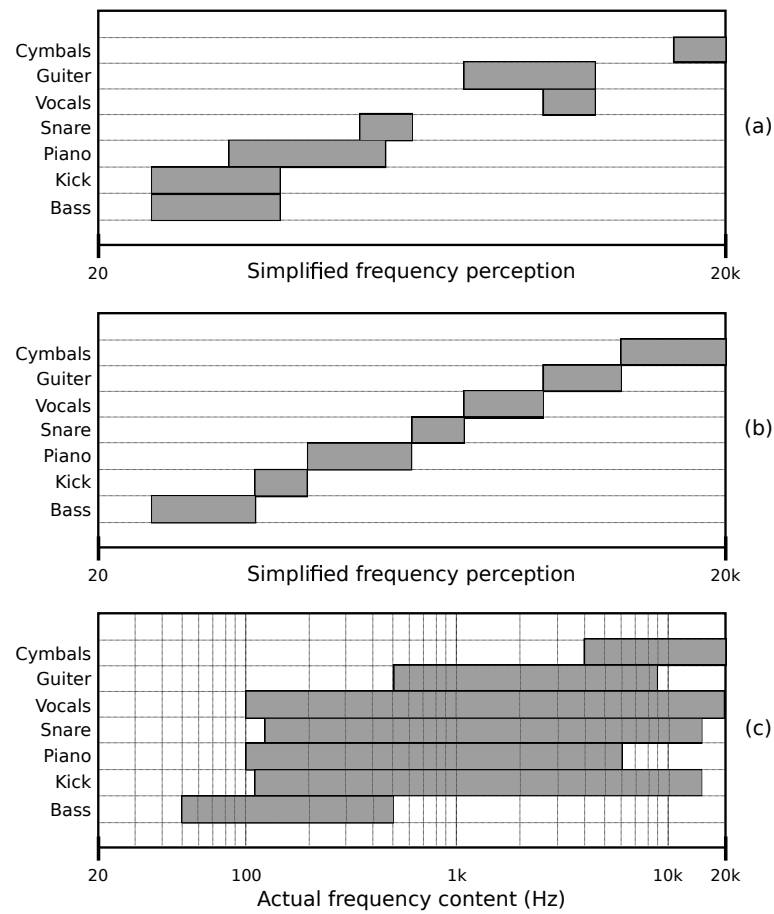 Cymbals
Guiter
Vocals
Snare
Piano
Kick
Bass
(a)
20 20k
Simplified frequency perception
Cymbals
Guiter
Vocals
Snare
Piano
Kick
Bass
(b)
20 20k
Simplified frequency perception
Cymbals
Guiter
Vocals
Snare
Piano
Kick
Bass
(c)
20 100 1k 10k 20k
Actual frequency content (Hz)